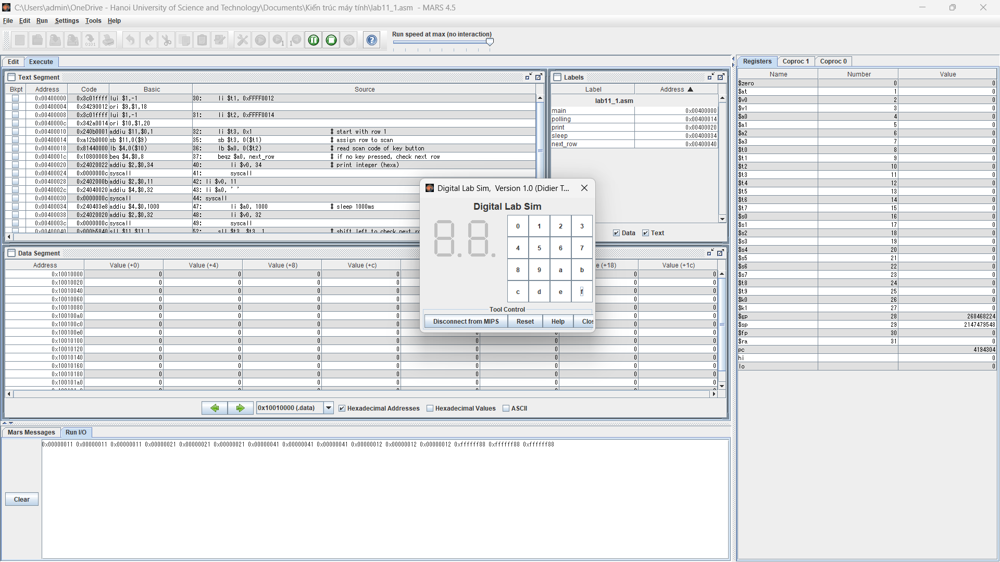 C:\Users\admin\OneDrive - Hanoi University of Science and Technology\Documents\Kiến trúc máy tính\lab11_1.asm - MARS 4.5
File Edit Run Settings Tools Help
Run speed at max (no interaction)
Edit Execute
Text Segment
Bkpt Address Code Basic Source
0x00400000 0x3c01ffff lui $1,-1 30: li $t1, 0xFFFF0012
0x00400004 0x34290012 ori $9,$1,18
0x00400008 0x3c01ffff lui $1,-1 31: li $t2, 0xFFFF0014
0x0040000c 0x342a0014 ori $10,$1,20
0x00400010 0x240b0001 addiu $11,$0,1 32: li $t3, 0x1 # start with row 1
0x00400014 0xa12b0000 sb $11,0($9) 35: sb $t3, 0($t1) # assign row to scan
0x00400018 0x81440000 lb $4,0($10) 36: lb $a0, 0($t2) # read scan code of key button
0x0040001c 0x10800008 beq $4,$0,8 37: beqz $a0, next_row # if no key pressed, check next row
0x00400020 0x24020022 addiu $2,$0,34 40: li $v0, 34 # print integer (hexa)
0x00400024 0x0000000c syscall 41: syscall
0x00400028 0x2402000b addiu $2,$0,11 42: li $v0, 11
0x0040002c 0x24040020 addiu $4,$0,32 43: li $a0, ' '
0x00400030 0x0000000c syscall 44: syscall
0x00400034 0x240403e8 addiu $4,$0,1000 47: li $a0, 1000 # sleep 1000ms
0x00400038 0x24020020 addiu $2,$0,32 48: li $v0, 32
0x0040003c 0x0000000c syscall 49: syscall
0x00400040 0x000b5840 sll $11,$11,1 52: sll $t3, $t3, 1 # shift left to check next ro
Labels
Label Address ▲
lab11_1.asm
main 0x00400000
polling 0x00400014
print 0x00400020
sleep 0x00400034
next_row 0x00400040
Data Text
Digital Lab Sim, Version 1.0 (Didier T...
Digital Lab Sim
8.8.
0 1 2 3
4 5 6 7
8 9 a b
c d e f
Tool Control
Disconnect from MIPS Reset Help Clos
Data Segment
Address Value (+0) Value (+4) Value (+8) Value (+c) e (+18) Value (+1c)
0x10010000 0 0 0 0 0 0 0 0
0x10010020 0 0 0 0 0 0
0x10010040 0 0 0 0 0 0
0x10010060 0 0 0 0 0 0
0x10010080 0 0 0 0 0 0
0x100100a0 0 0 0 0 0 0
0x100100c0 0 0 0 0 0 0
0x100100e0 0 0 0 0 0 0 0 0
0x10010100 0 0 0 0 0 0 0 0
0x10010120 0 0 0 0 0 0 0 0
0x10010140 0 0 0 0 0 0 0 0
0x10010160 0 0 0 0 0 0 0 0
0x10010180 0 0 0 0 0 0 0 0
0x100101a0 0 0 0 0 0 0 0 0
0x10010000 (.data) Hexadecimal Addresses Hexadecimal Values ASCII
Mars Messages Run I/O
0x00000011 0x00000011 0x00000011 0x00000021 0x00000021 0x00000021 0x00000041 0x00000041 0x00000041 0x00000012 0x00000012 0x00000012 0xffffff88 0xffffff88 0xffffff88
Clear
Registers Coproc 1 Coproc 0
Name Number Value
$zero 0 0
$at 1 0
$v0 2 0
$v1 3 0
$a0 4 0
$a1 5 0
$a2 6 0
$a3 7 0
$t0 8 0
$t1 9 0
$t2 10 0
$t3 11 0
$t4 12 0
$t5 13 0
$t6 14 0
$t7 15 0
$s0 16 0
$s1 17 0
$s2 18 0
$s3 19 0
$s4 20 0
$s5 21 0
$s6 22 0
$s7 23 0
$t8 24 0
$t9 25 0
$k0 26 0
$k1 27 0
$gp 28 268468224
$sp 29 2147479548
$fp 30 0
$ra 31 0
pc 4194304
hi 0
lo 0